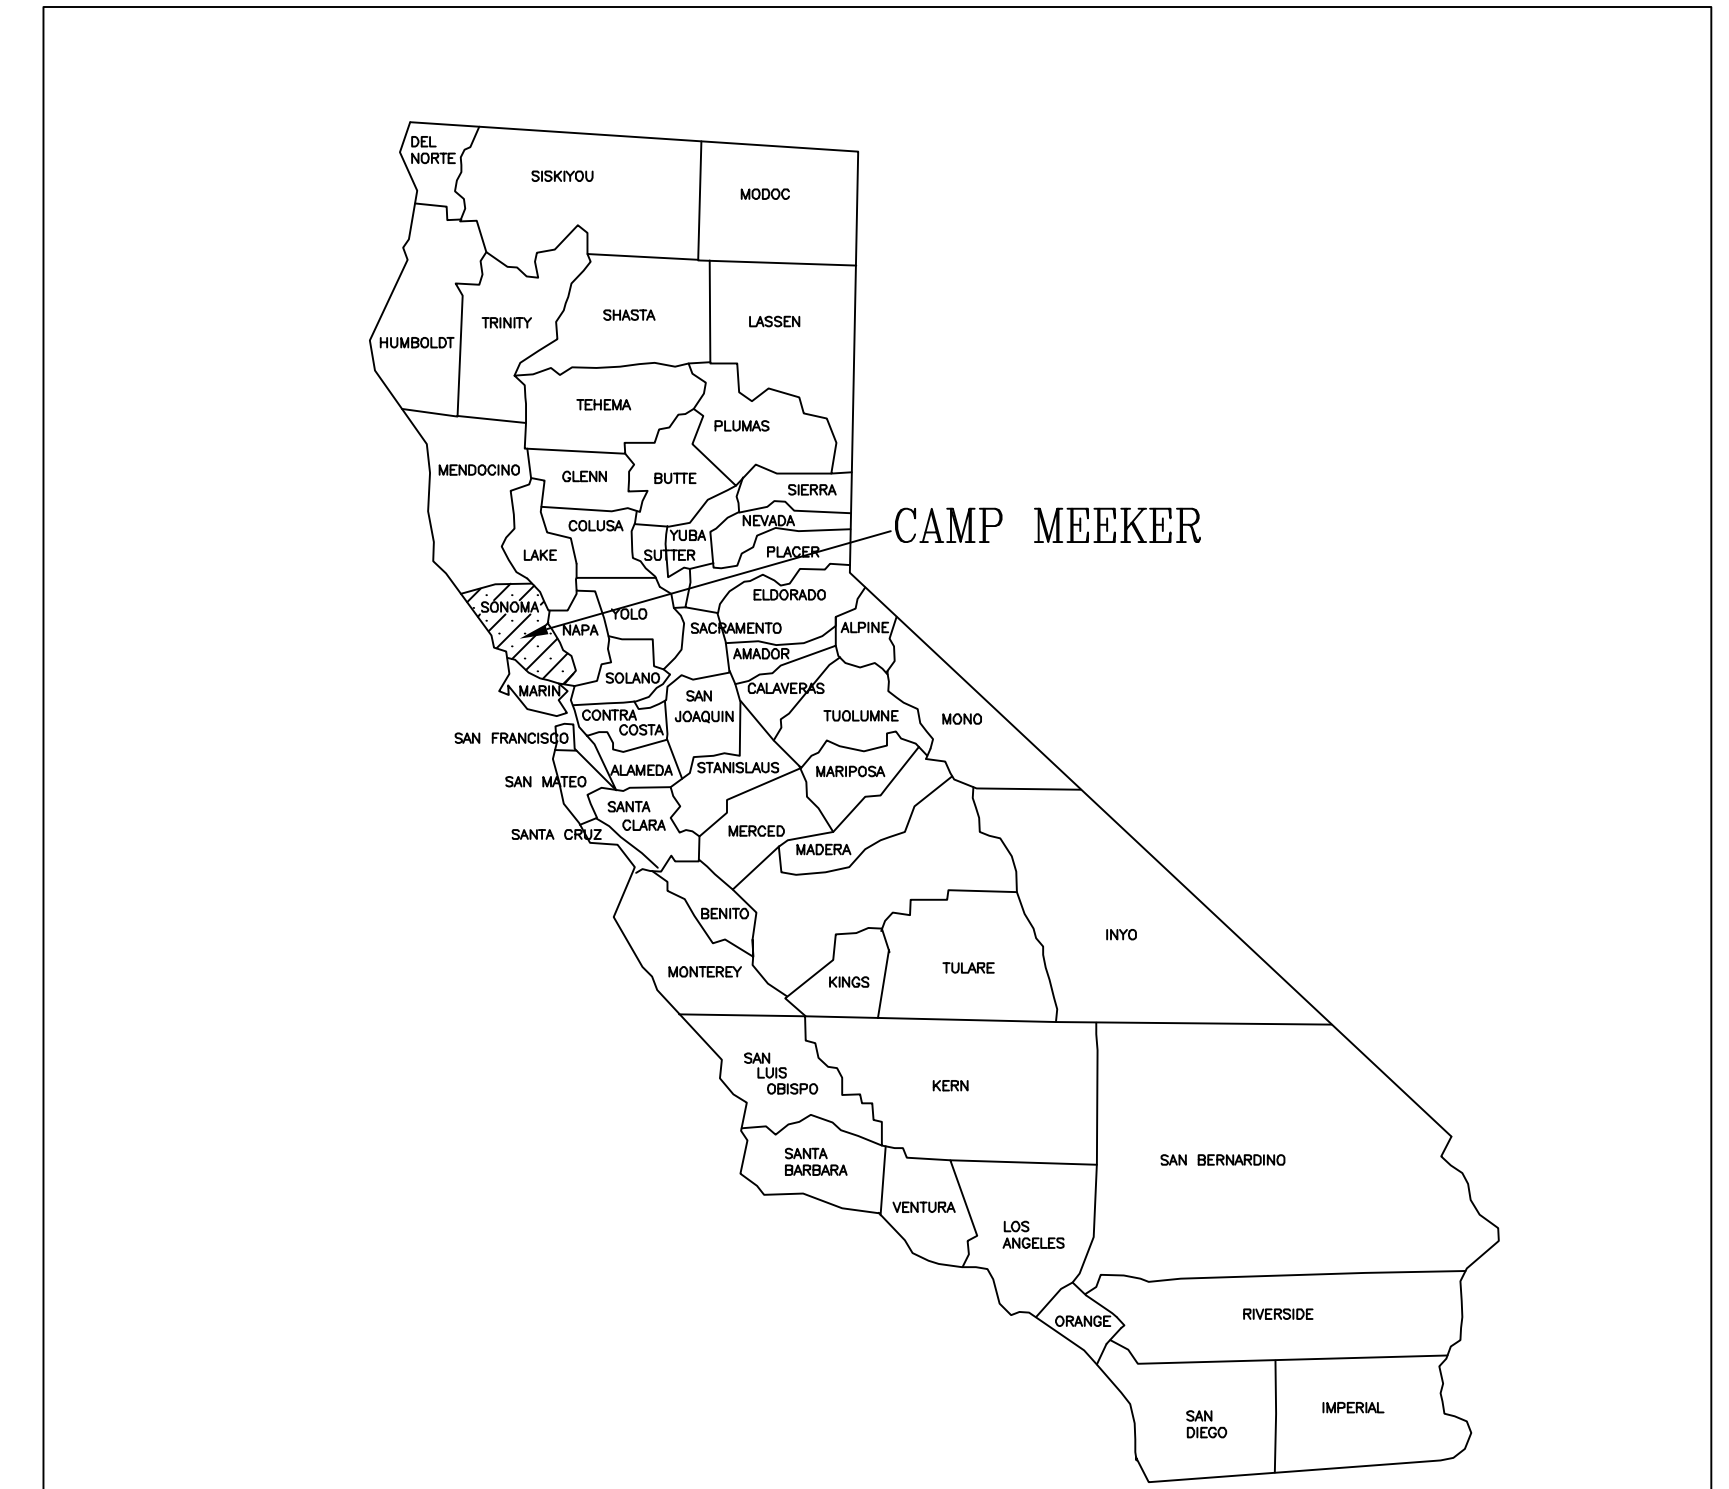 DEL
NORTE
SISKIYOU
MODOC
HUMBOLDT
TRINITY
SHASTA
LASSEN
TEHEMA
PLUMAS
MENDOCINO
GLENN
BUTTE
SIERRA
COLUSA
YUBA
NEVADA
CAMP MEEKER
LAKE
SUTTER
PLACER
SONOMA
NAPA
YOLO
ELDORADO
SACRAMENTO
ALPINE
AMADOR
MARIN
SOLANO
CALAVERAS
SAN
JOAQUIN
CONTRA
COSTA
TUOLUMNE
MONO
SAN FRANCISCO
ALAMEDA
STANISLAUS
MARIPOSA
SAN MATEO
SANTA
CLARA
SANTA CRUZ
MERCED
MADERA
BENITO
INYO
MONTEREY
KINGS
TULARE
SAN
LUIS
OBISPO
KERN
SANTA
BARBARA
SAN BERNARDINO
VENTURA
LOS
ANGELES
ORANGE
RIVERSIDE
SAN
DIEGO
IMPERIAL